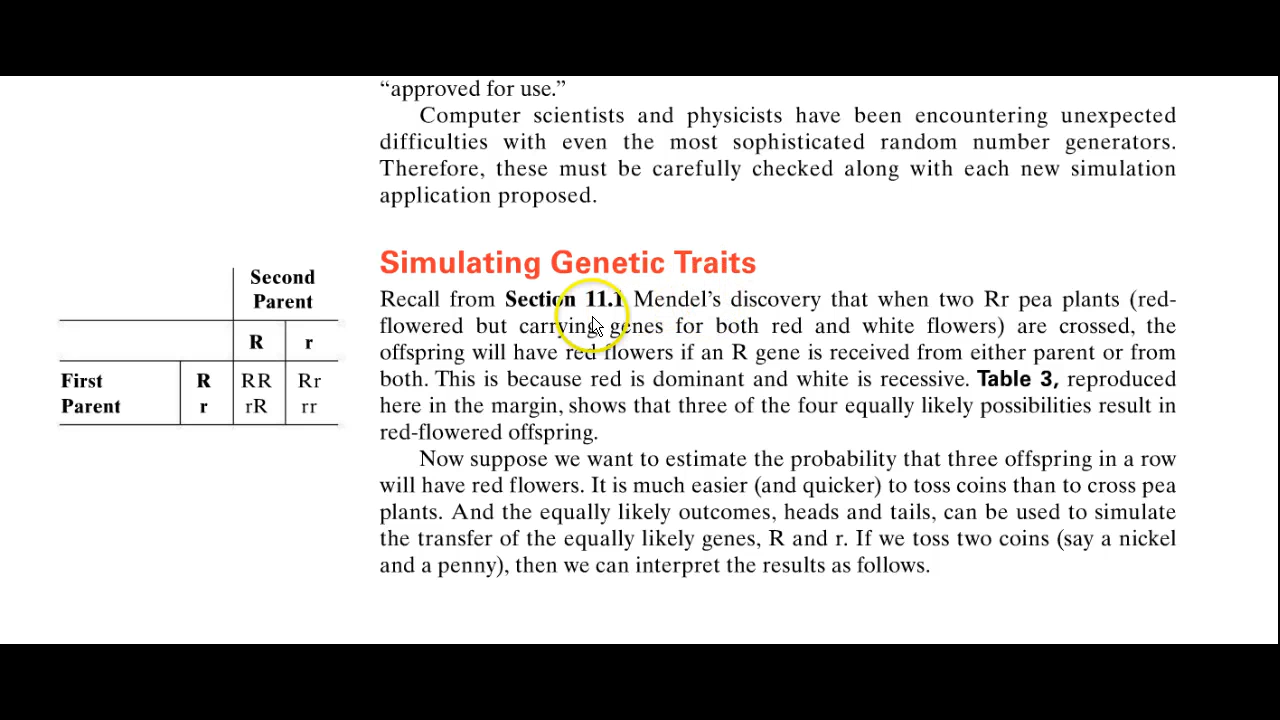 “approved for use.”
Computer scientists and physicists have been encountering unexpected
difficulties with even the most sophisticated random number generators.
Therefore, these must be carefully checked along with each new simulation
application proposed.
Simulating Genetic Traits
Recall from Section 11.1 Mendel’s discovery that when two Rr pea plants (red-
flowered but carrying genes for both red and white flowers) are crossed, the
offspring will have red flowers if an R gene is received from either parent or from
both. This is because red is dominant and white is recessive. Table 3, reproduced
here in the margin, shows that three of the four equally likely possibilities result in
red-flowered offspring.
Now suppose we want to estimate the probability that three offspring in a row
will have red flowers. It is much easier (and quicker) to toss coins than to cross pea
plants. And the equally likely outcomes, heads and tails, can be used to simulate
the transfer of the equally likely genes, R and r. If we toss two coins (say a nickel
and a penny), then we can interpret the results as follows.
Second
Parent
R r
First R RR Rr
Parent r rR rr